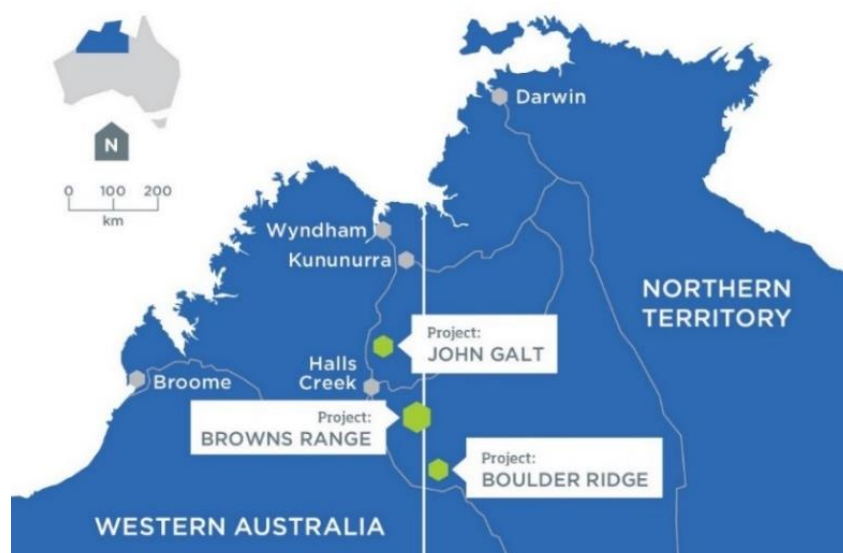 Darwin
N
0 100 200
km
Wyndham
Kununurra
NORTHERN
TERRITORY
Project:
JOHN GALT
Halls
Creek
Broome
Project:
BROWNS RANGE
Project:
BOULDER RIDGE
WESTERN AUSTRALIA